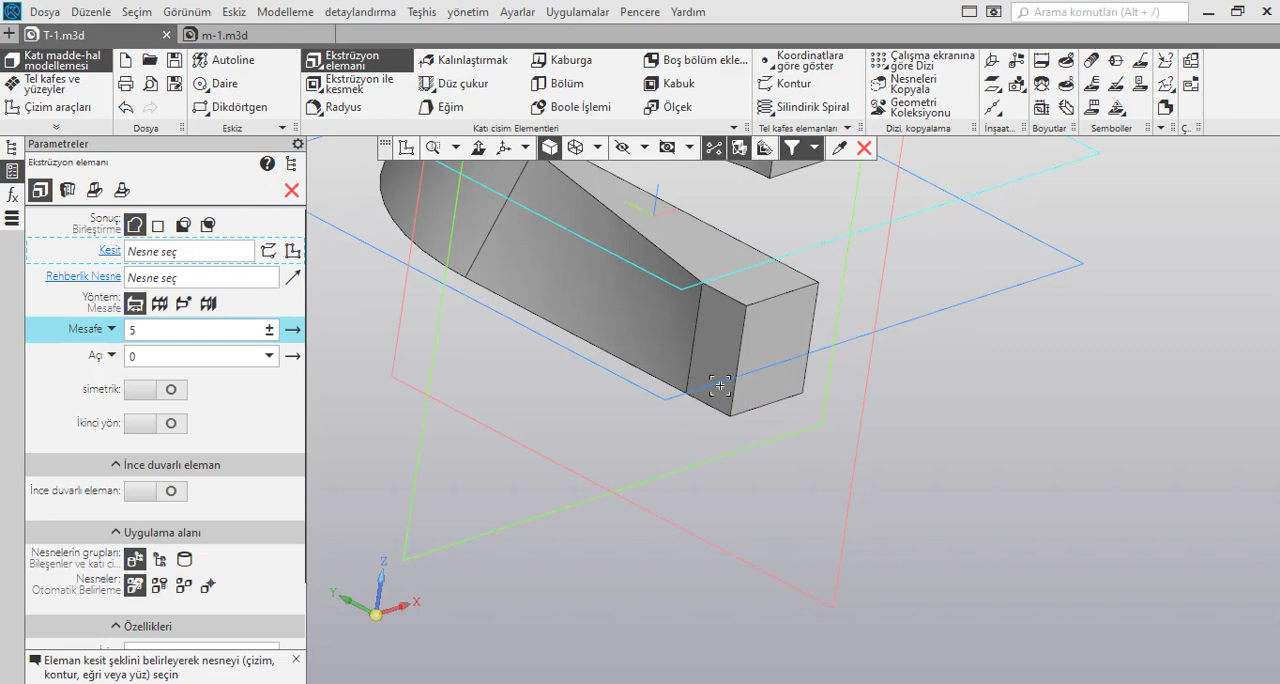 Dosya Düzenle Seçim Görünüm Eskiz Modelleme detaylandırma Teşhis yönetim Ayarlar Uygulamalar Pencere Yardım
Arama komutları (Alt + /)
T-1.m3d
m-1.m3d
Katı madde-hal modellemesi
Tel kafes ve yüzeyler
Çizim araçları
Dosya
Autoline
Daire
Dikdörtgen
Eskiz
Ekstrüzyon elemanı
Ekstrüzyon ile kesmek
Radyus
Kalınlaştırmak
Düz çukur
Eğim
Kaburga
Bölüm
Boole İşlemi
Boş bölüm ekle...
Kabuk
Ölçek
Katı cisim Elementleri
Koordinatlara göre göster
Kontur
Silindirik Spiral
Tel kafes elemanları
Çalışma ekranına göre Dizi
Nesneleri Kopyala
Geometri Koleksiyonu
Dizi, kopyalama
İnşaat...
Boyutlar
Semboller
Ç...
Parametreler
Ekstrüzyon elemanı
Sonuç:
Birleştirme
Kesit
Nesne seç
Rehberlik Nesne
Nesne seç
Yöntem:
Mesafe
Mesafe
5
Açı
0
simetrik:
İkinci yön:
İnce duvarlı eleman
İnce duvarlı eleman:
Uygulama alanı
Nesnelerin grupları:
Bileşenler ve katı ci...
Nesneler:
Otomatik Belirleme
Özellikleri
Eleman kesit şeklini belirleyerek nesneyi (çizim,
kontur, eğri veya yüz) seçin
Z
Y
X